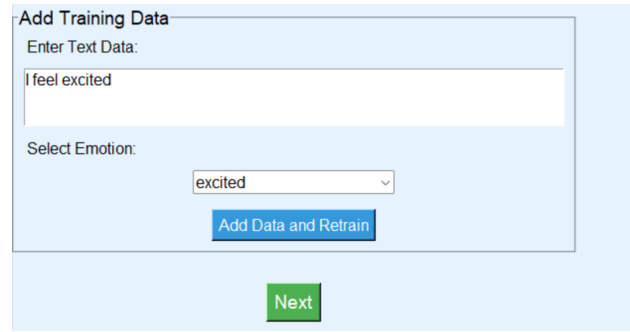 Add Training Data
Enter Text Data:
I feel excited
Select Emotion:
excited
Add Data and Retrain
Next